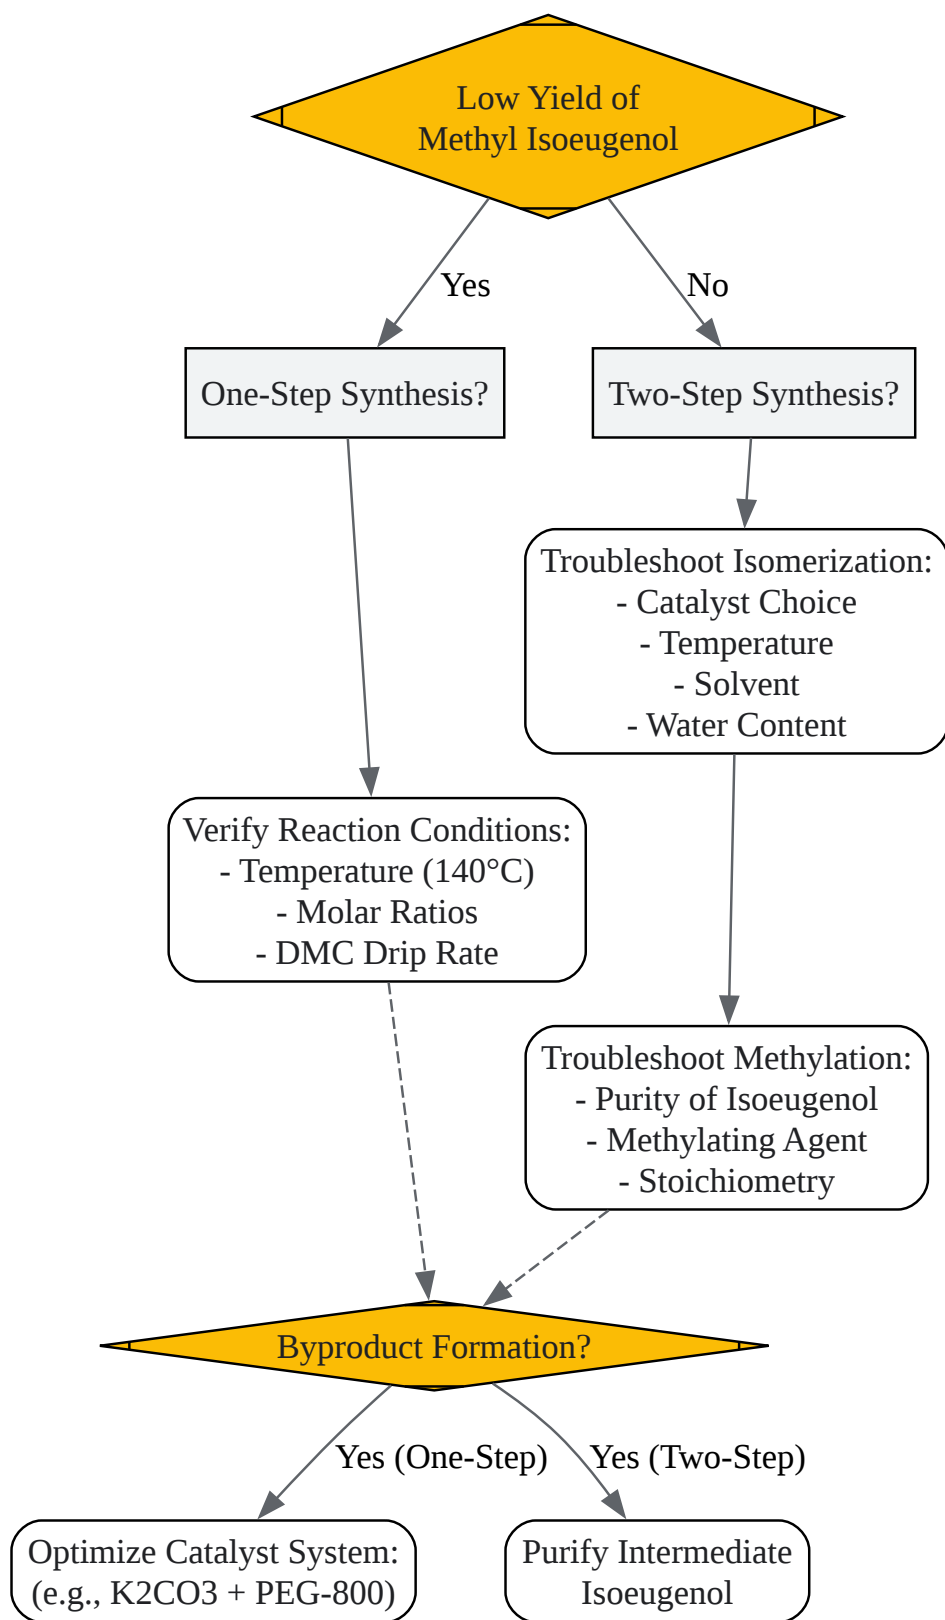 Low Yield of
Methyl Isoeugenol
Yes
No
One-Step Synthesis?
Two-Step Synthesis?
Troubleshoot Isomerization:
- Catalyst Choice
- Temperature
- Solvent
- Water Content
Verify Reaction Conditions:
- Temperature (140°C)
- Molar Ratios
- DMC Drip Rate
Troubleshoot Methylation:
- Purity of Isoeugenol
- Methylating Agent
- Stoichiometry
Byproduct Formation?
Yes (One-Step)
Yes (Two-Step)
Optimize Catalyst System:
(e.g., K2CO3 + PEG-800)
Purify Intermediate
Isoeugenol